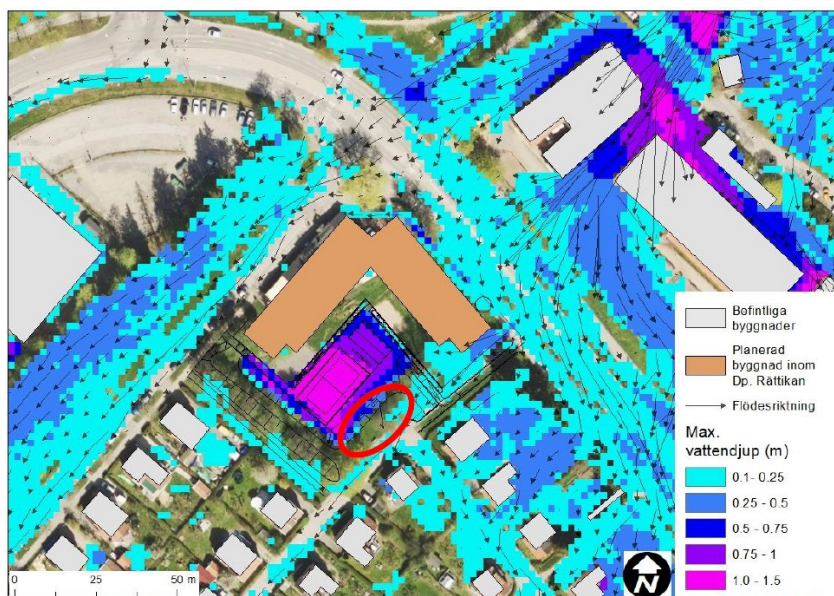 Befintliga
byggnader
Planerad
byggnad inom
Dp. Rättikan
Flödesriktning
Max.
vattendjup (m)
0.1- 0.25
0.25 - 0.5
0.5 - 0.75
0.75 - 1
1.0 - 1.5
0 25 50 m
N